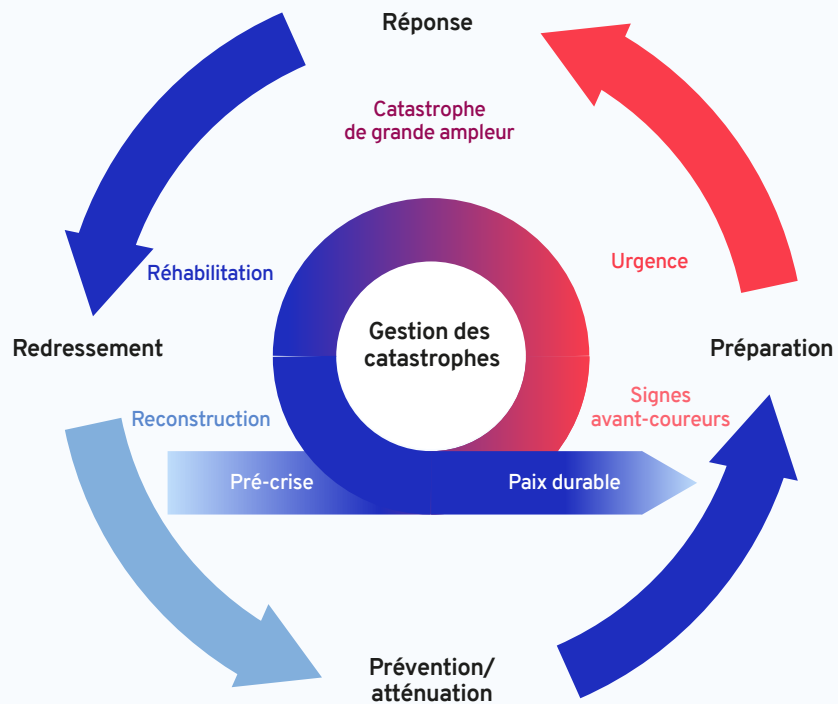 Réponse
Catastrophe
de grande ampleur
Réhabilitation
Urgence
Gestion des
catastrophes
Redressement
Préparation
Reconstruction
Signes
avant-coureurs
Pré-crise
Paix durable
Prévention/
atténuation